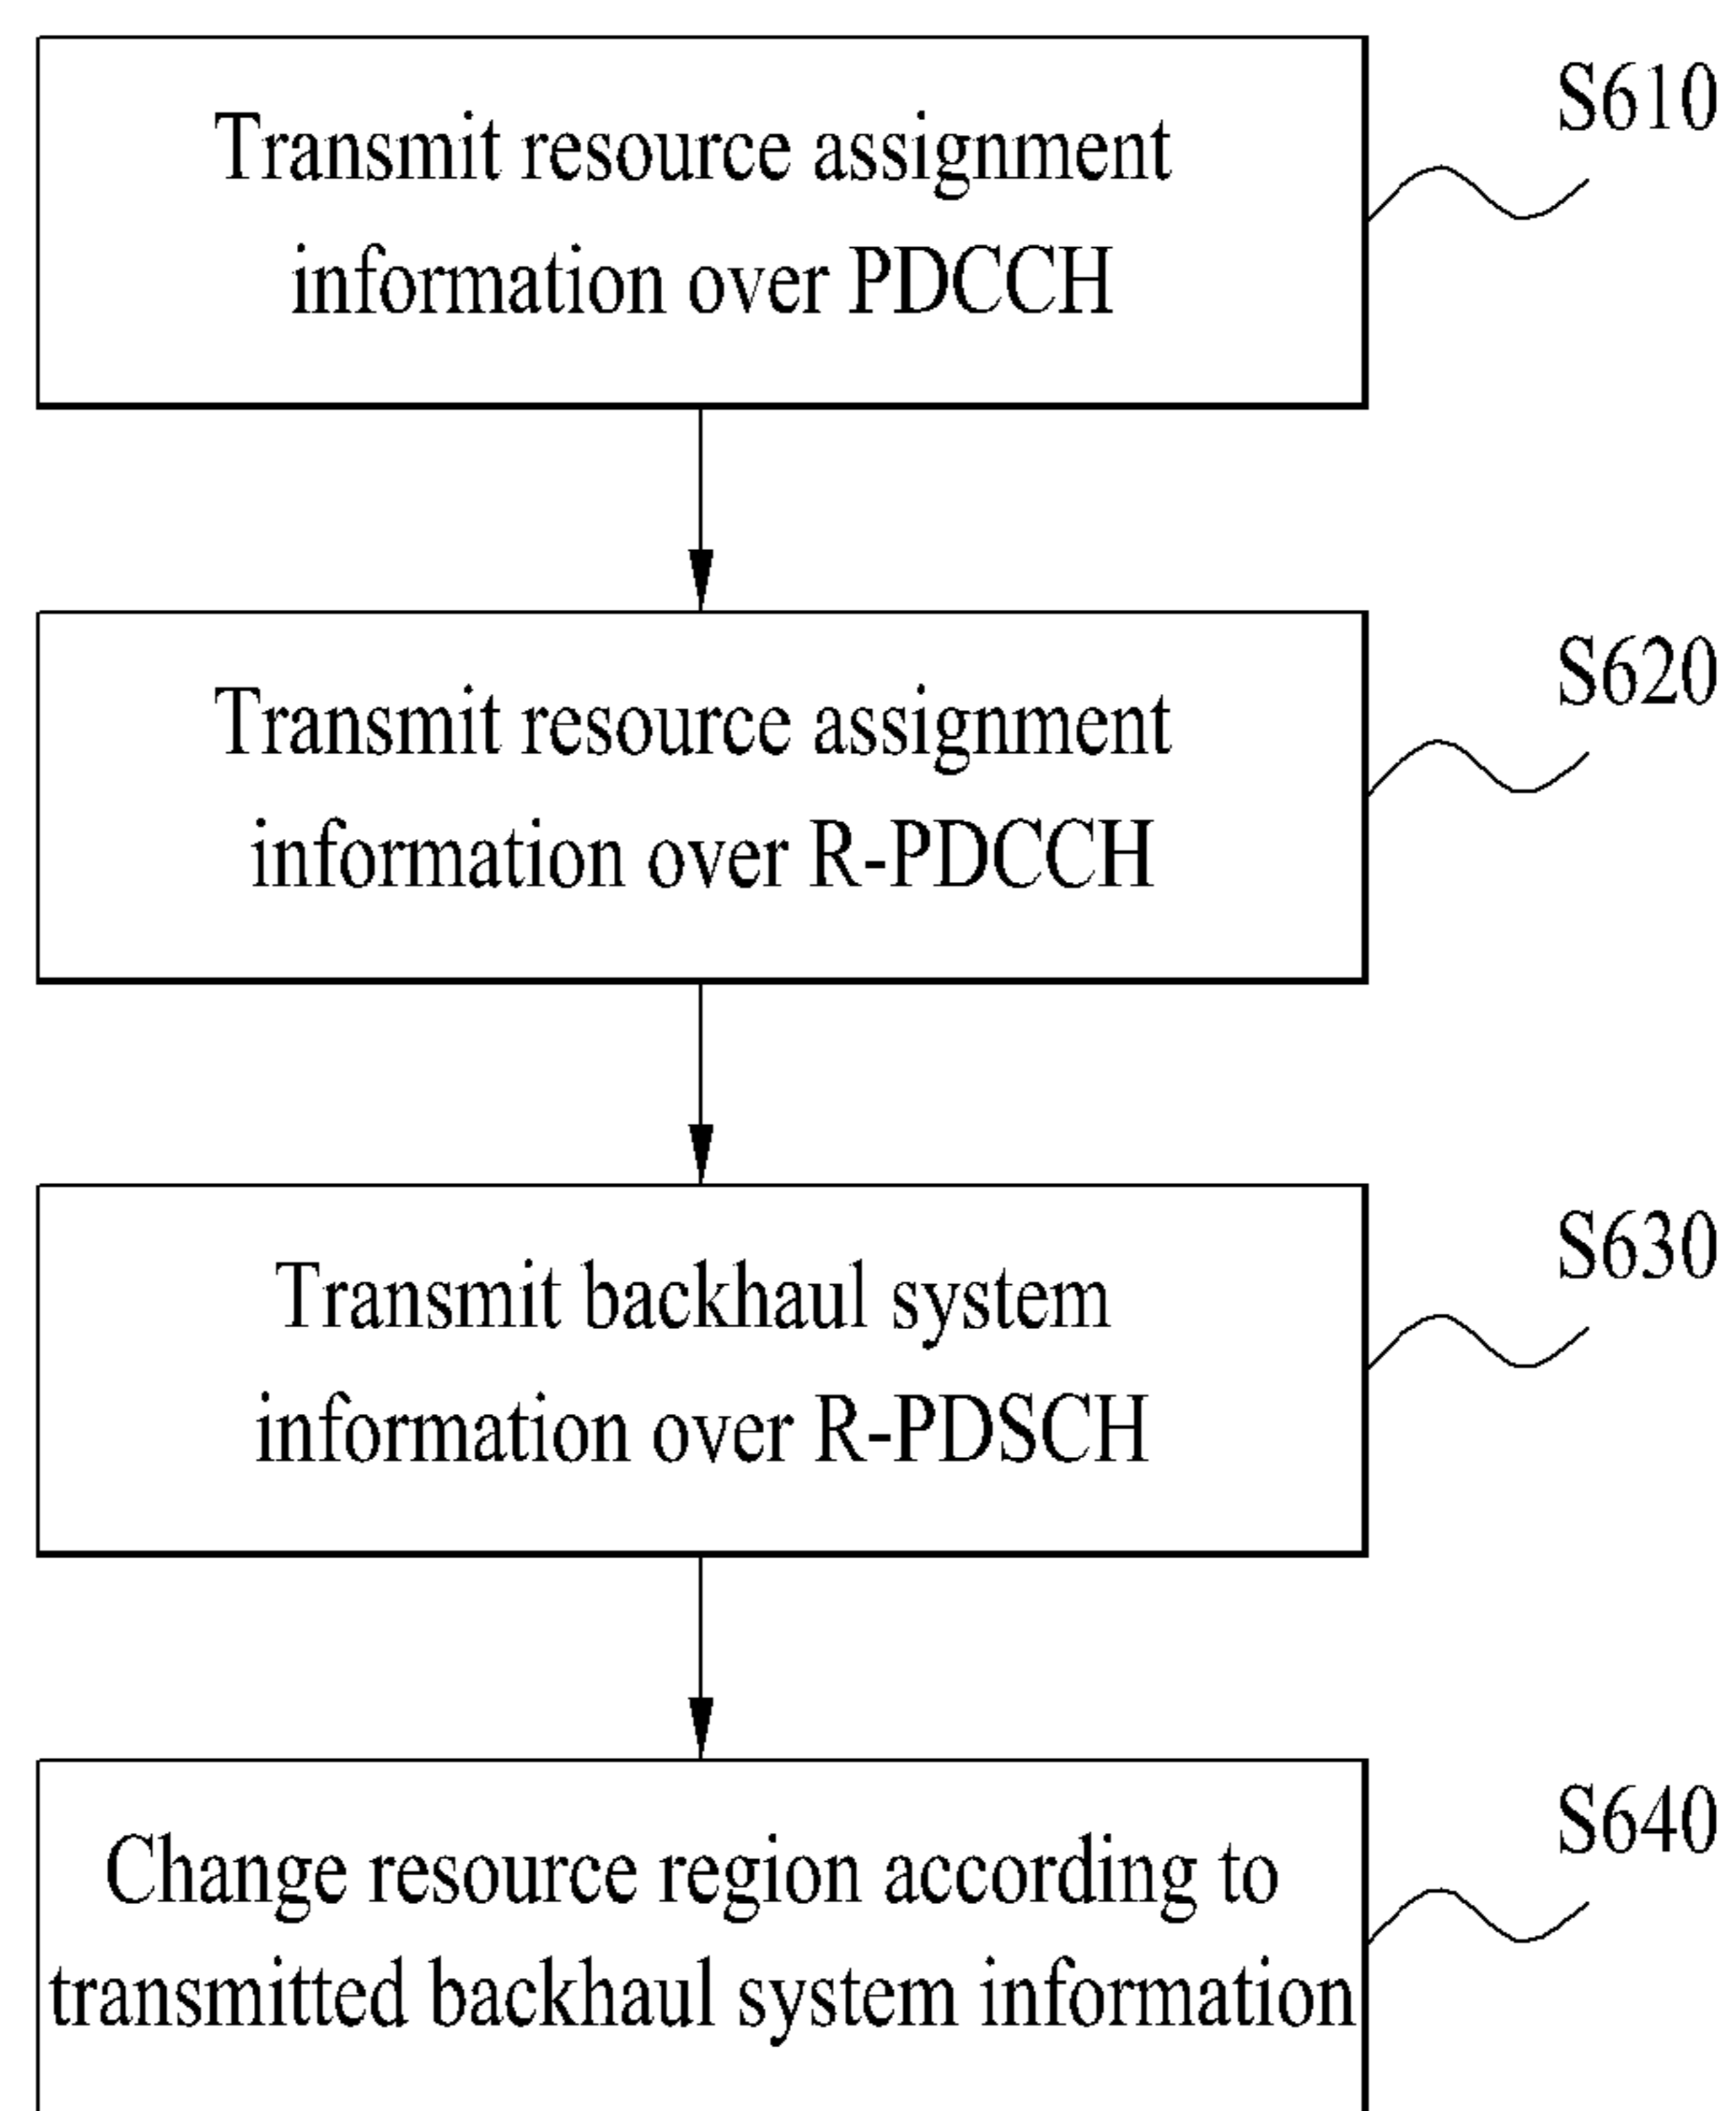 Transmit resource assignment
information over PDCCH
S610
Transmit resource assignment
information over R-PDCCH
S620
Transmit backhaul system
information over R-PDSCH
S630
Change resource region according to
transmitted backhaul system information
S640